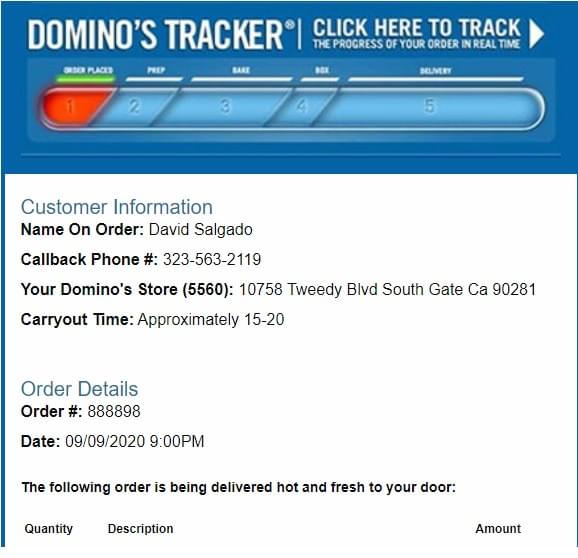 DOMINO'S TRACKER® | CLICK HERE TO TRACK
THE PROGRESS OF YOUR ORDER IN REAL TIME
ORDER PLACED PREP BAKE BOX DELIVERY
1 2 3 4 5
Customer Information
Name On Order: David Salgado
Callback Phone #: 323-563-2119
Your Domino's Store (5560): 10758 Tweedy Blvd South Gate Ca 90281
Carryout Time: Approximately 15-20
Order Details
Order #: 888898
Date: 09/09/2020 9:00PM
The following order is being delivered hot and fresh to your door:
Quantity Description Amount